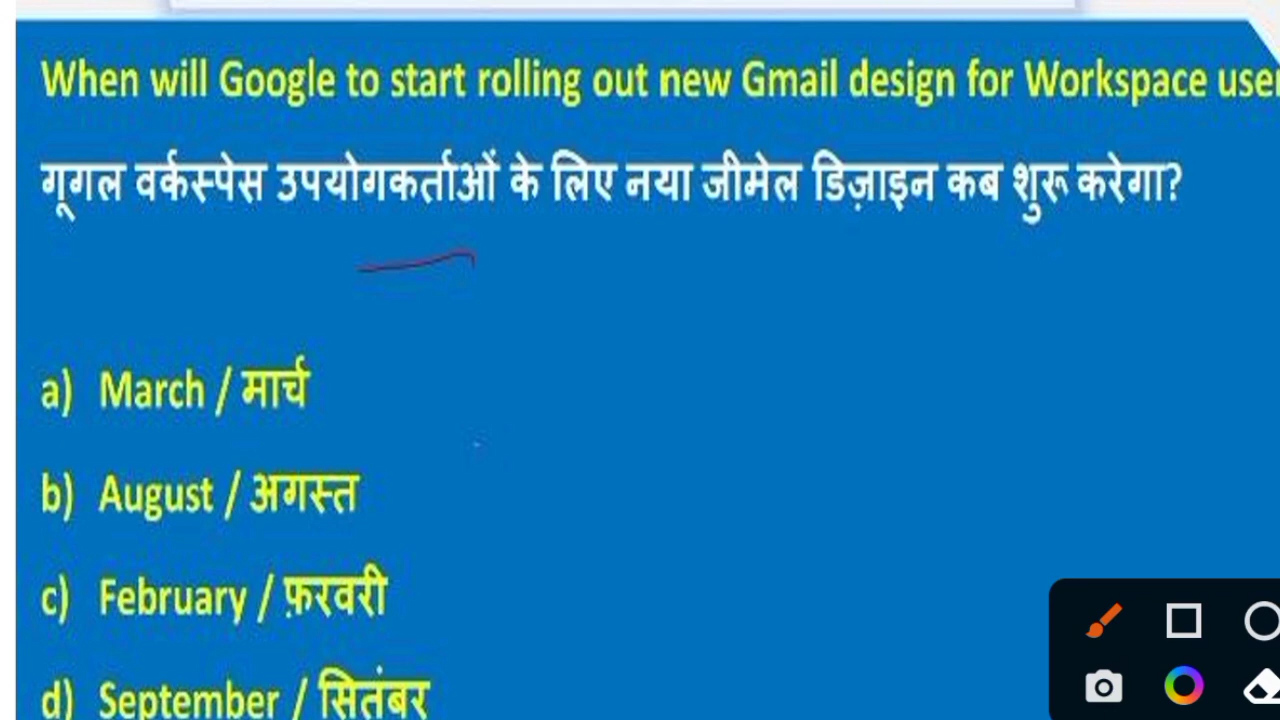 When will Google to start rolling out new Gmail design for Workspace
गूगल वर्कस्पेस उपयोगकर्ताओं के लिए नया जीमेल डिज़ाइन कब शुरू करेगा?
a) March / मार्च
b) August / अगस्त
c) February / फ़रवरी
d) September / सितंबर